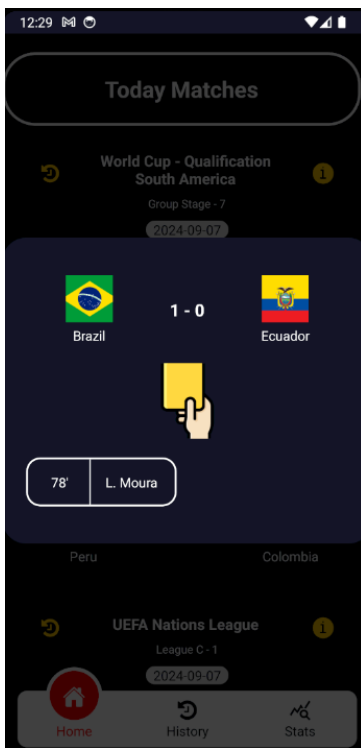 12:29
Today Matches
World Cup - Qualification
South America
1
Group Stage - 7
2024-09-07
1 - 0
Brazil
Ecuador
78'
L. Moura
Peru
Colombia
UEFA Nations League
1
League C - 1
2024-09-07
Home
History
Stats